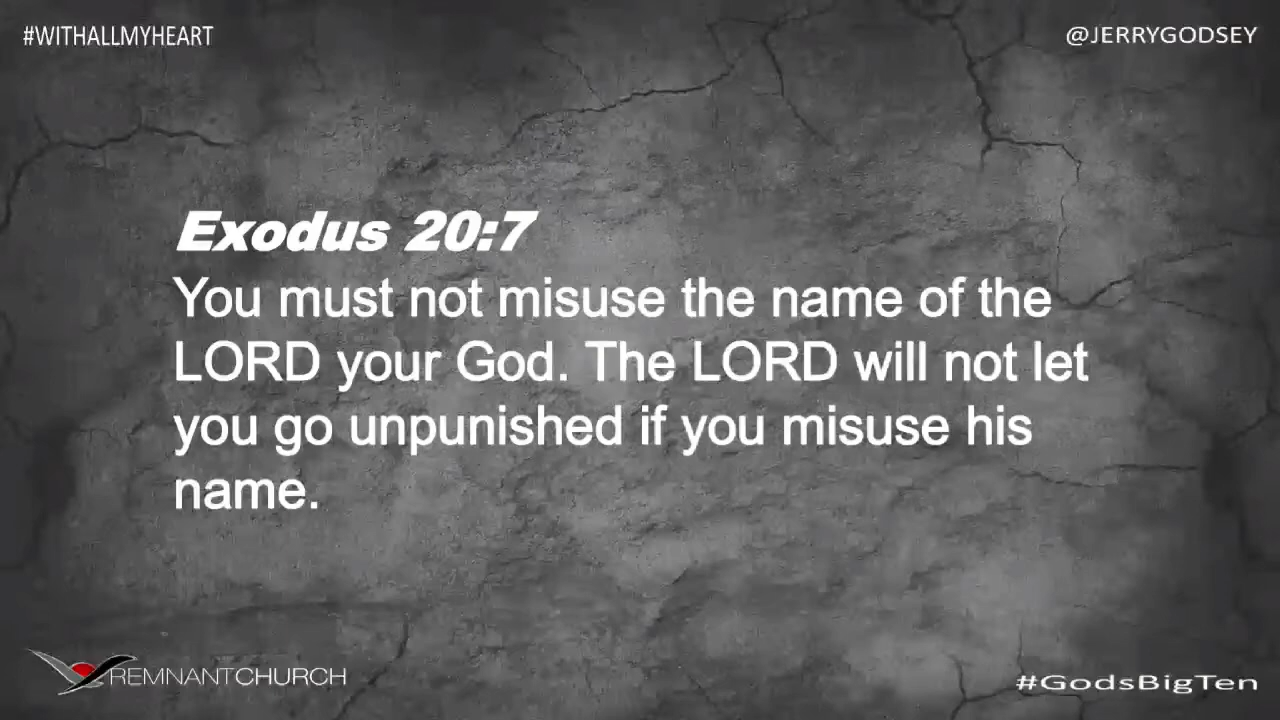 #WITHALLMYHEART
@JERRYGODSEY
Exodus 20:7
You must not misuse the name of the
LORD your God. The LORD will not let
you go unpunished if you misuse his
name.
REMNANTCHURCH
#GodsBigTen